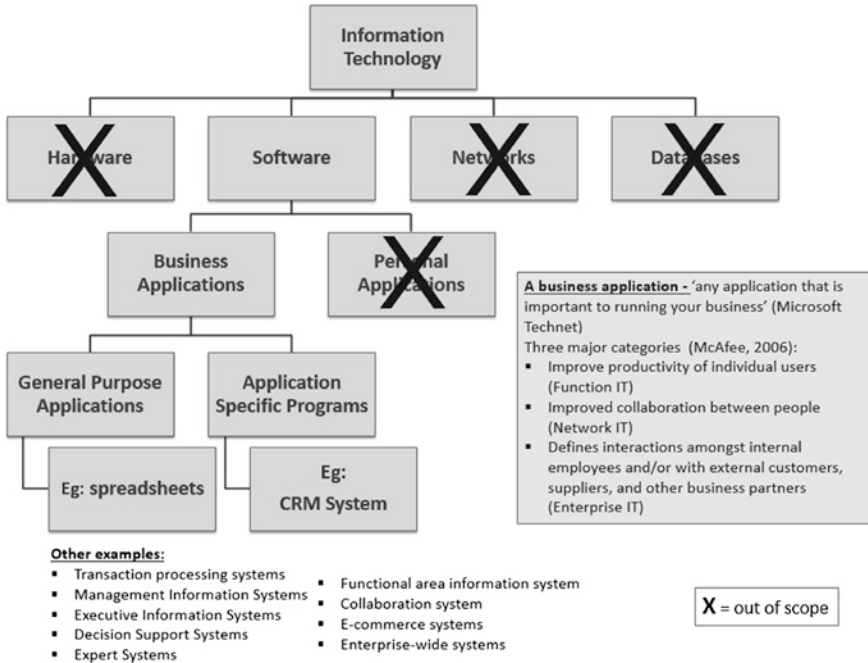 Information
Technology
Hardware
X
Software
Networks
X
Databases
X
Business
Applications
Personal
Applications
X
General Purpose
Applications
Application
Specific Programs
Eg: spreadsheets
Eg:
CRM System
A business application - ‘any application that is
important to running your business’ (Microsoft
Technet)
Three major categories (McAfee, 2006):
▪ Improve productivity of individual users
(Function IT)
▪ Improved collaboration between people
(Network IT)
▪ Defines interactions amongst internal
employees and/or with external customers,
suppliers, and other business partners
(Enterprise IT)
Other examples:
▪ Transaction processing systems
▪ Management Information Systems
▪ Executive Information Systems
▪ Decision Support Systems
▪ Expert Systems
▪ Functional area information system
▪ Collaboration system
▪ E-commerce systems
▪ Enterprise-wide systems
X = out of scope